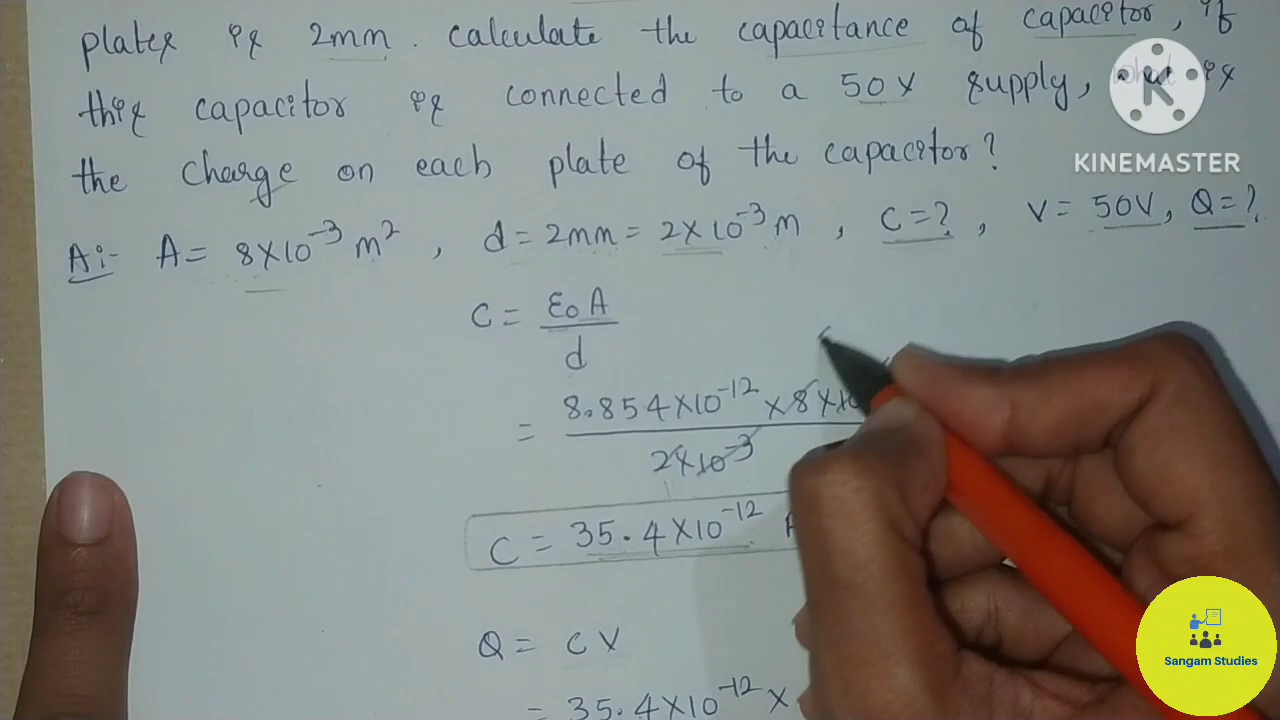 plates is 2mm. calculate the capacitance of capacitor, if
this capacitor is connected to a 50V supply, is
the charge on each plate of the capacitor?
KINEMASTER
A:- A = 8×10⁻³ m², d = 2mm = 2×10⁻³ m, C=?, V = 50V, Q=?
C = ε₀ A / d
= 8.854×10⁻¹² × 8 × / 2×10⁻³
C = 35.4×10⁻¹²
Q = CV
= 35.4×10⁻¹² ×
Sangam Studies